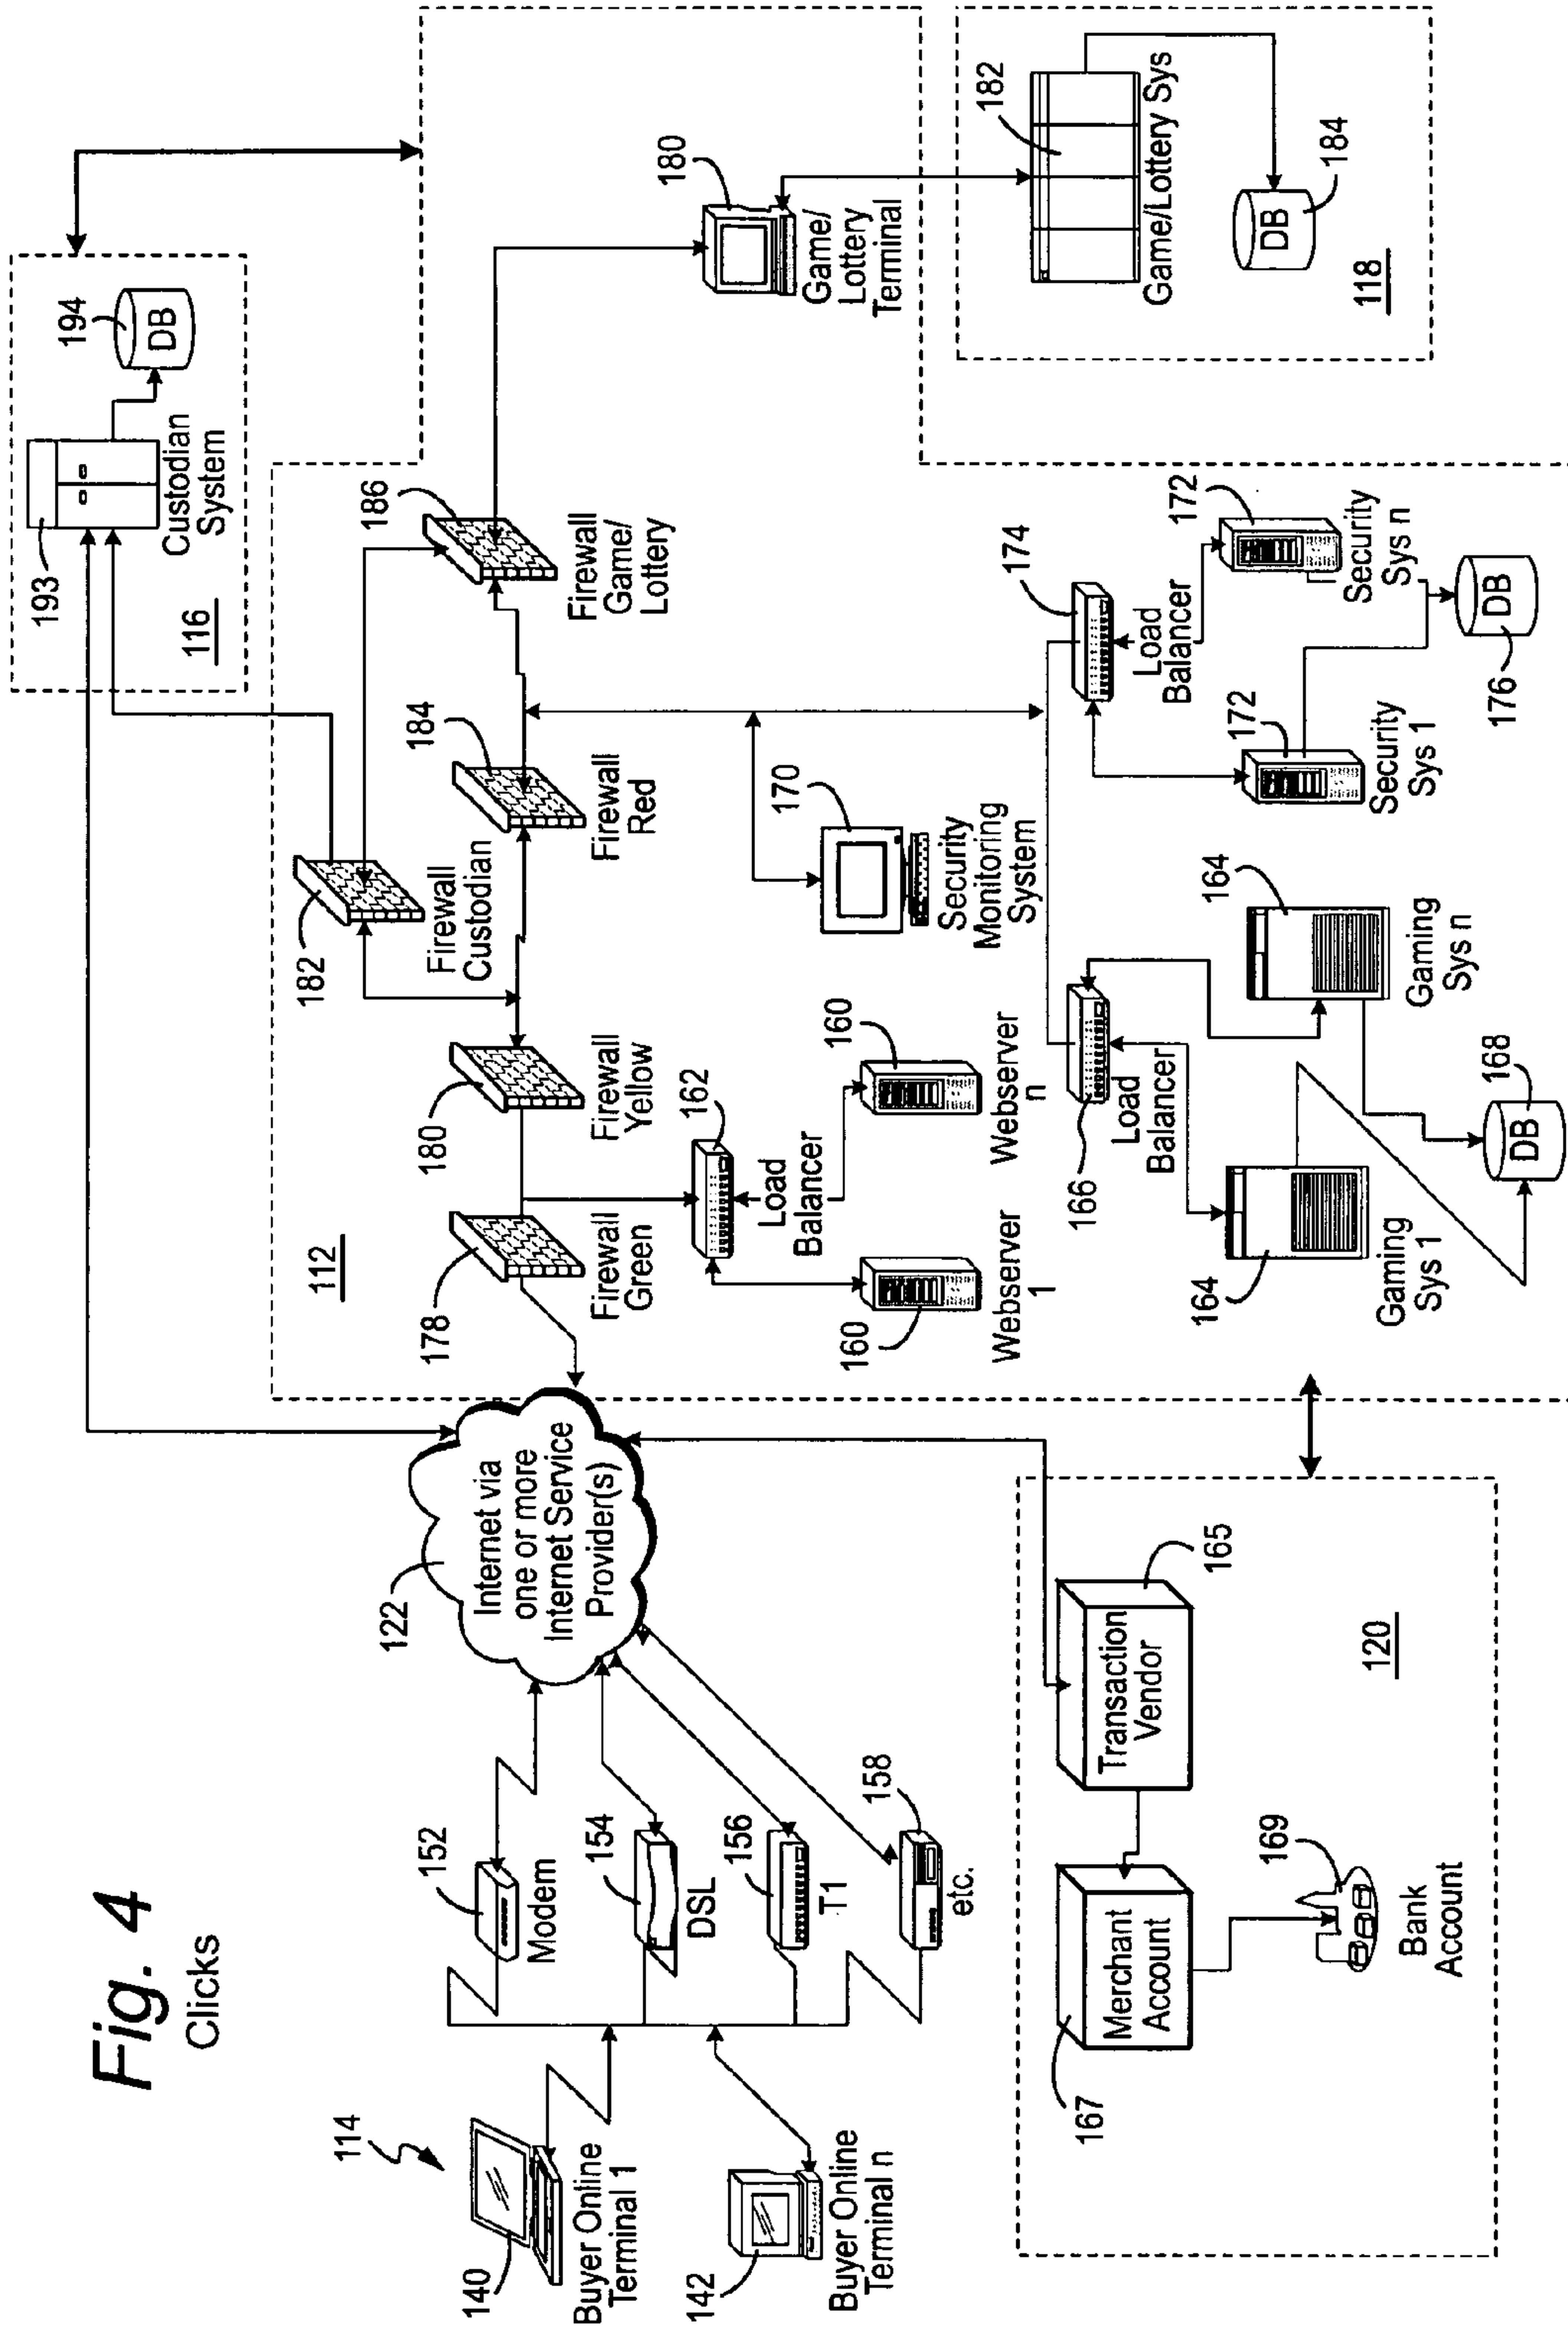 Fig. 4
Clicks
114
140
Buyer Online
Terminal 1
142
Buyer Online
Terminal n
152
Modem
154
DSL
156
T1
158
etc.
122
Internet via
one or more
Internet Service
Provider(s)
167
Merchant
Account
Transaction
Vendor
165
169
Bank
Account
120
112
178
Firewall
Green
180
Firewall
Yellow
182
Firewall
Custodian
184
Firewall
Red
186
Firewall
Game/
Lottery
193
194
DB
Custodian
System
116
162
Load
Balancer
160
Webserver
1
160
Webserver
n
170
Security
Monitoring
System
166
Load
Balancer
164
Gaming
Sys 1
164
Gaming
Sys n
168
DB
174
Load
Balancer
172
Security
Sys 1
172
Security
Sys n
176
DB
180
Game/
Lottery
Terminal
182
Game/Lottery Sys
DB
184
118